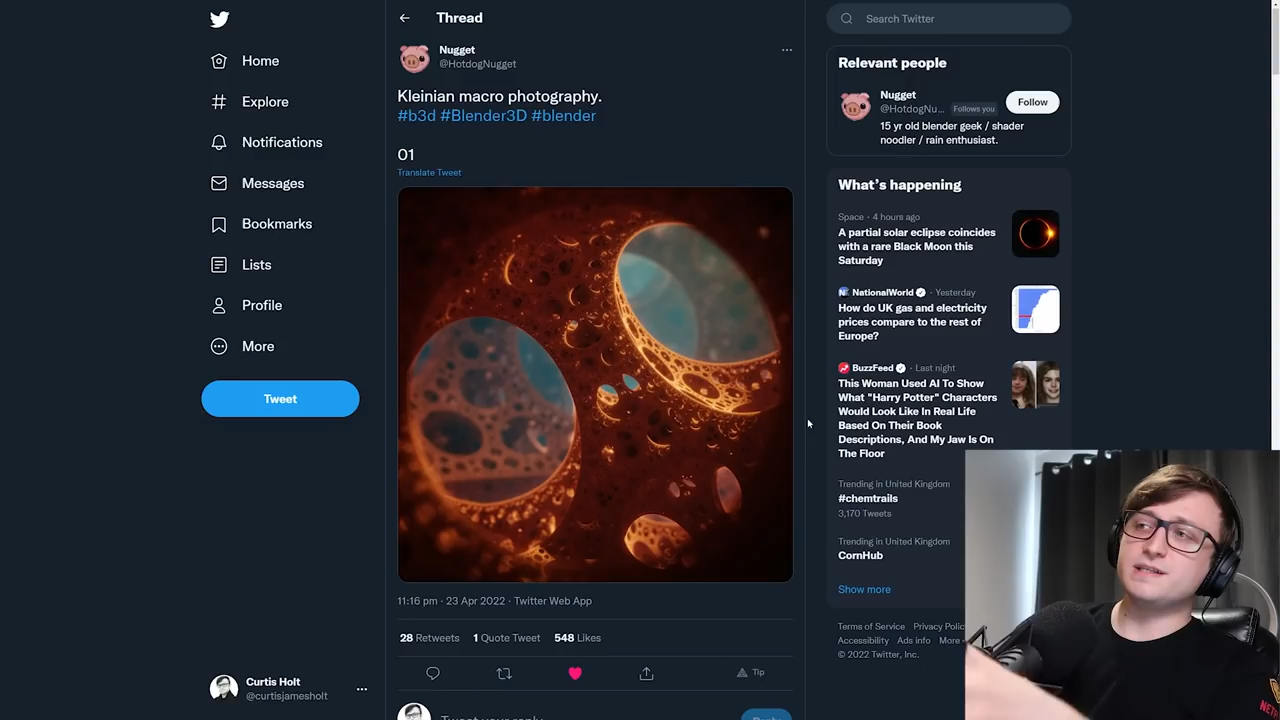 Home
Explore
Notifications
Messages
Bookmarks
Lists
Profile
More
Tweet
Curtis Holt
@curtisjamesholt
Thread
Nugget
@HotdogNugget
Kleinian macro photography.
#b3d #Blender3D #blender
01
Translate Tweet
11:16 pm · 23 Apr 2022 · Twitter Web App
28 Retweets 1 Quote Tweet 548 Likes
Tip
Tweet your reply
Reply
Search Twitter
Relevant people
Nugget
@HotdogNu... Follows you
Follow
15 yr old blender geek / shader
noodler / rain enthusiast.
What's happening
Space · 4 hours ago
A partial solar eclipse coincides
with a rare Black Moon this
Saturday
NationalWorld · Yesterday
How do UK gas and electricity
prices compare to the rest of
Europe?
BuzzFeed · Last night
This Woman Used AI To Show
What "Harry Potter" Characters
Would Look Like In Real Life
Based On Their Book
Descriptions, And My Jaw Is On
The Floor
Trending in United Kingdom
#chemtrails
3,170 Tweets
Trending in United Kingdom
CornHub
Show more
Terms of Service Privacy Polic
Accessibility Ads info More
© 2022 Twitter, Inc.